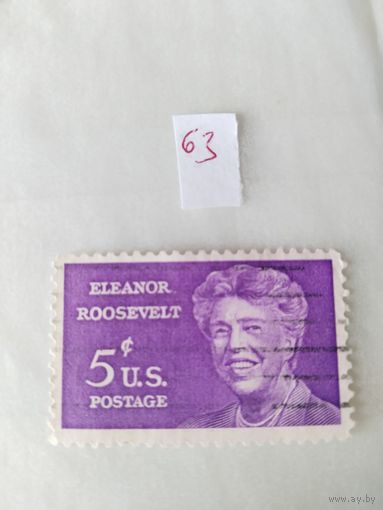 63
ELEANOR
ROOSEVELT
5¢ U.S.
POSTAGE
www.ay.by